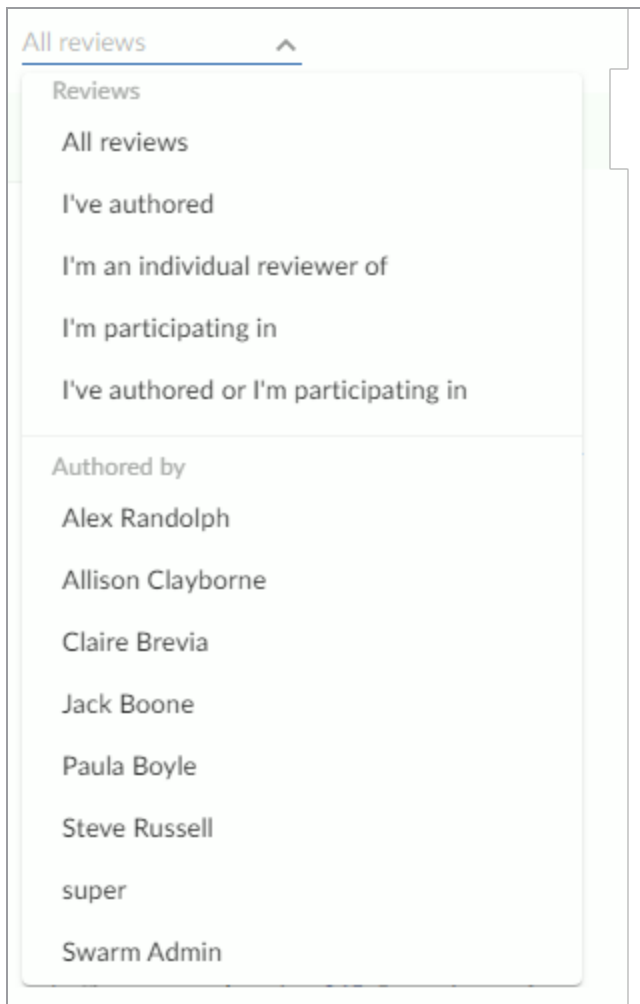 All reviews
Reviews
All reviews
I've authored
I'm an individual reviewer of
I'm participating in
I've authored or I'm participating in
Authored by
Alex Randolph
Allison Clayborne
Claire Brevia
Jack Boone
Paula Boyle
Steve Russell
super
Swarm Admin